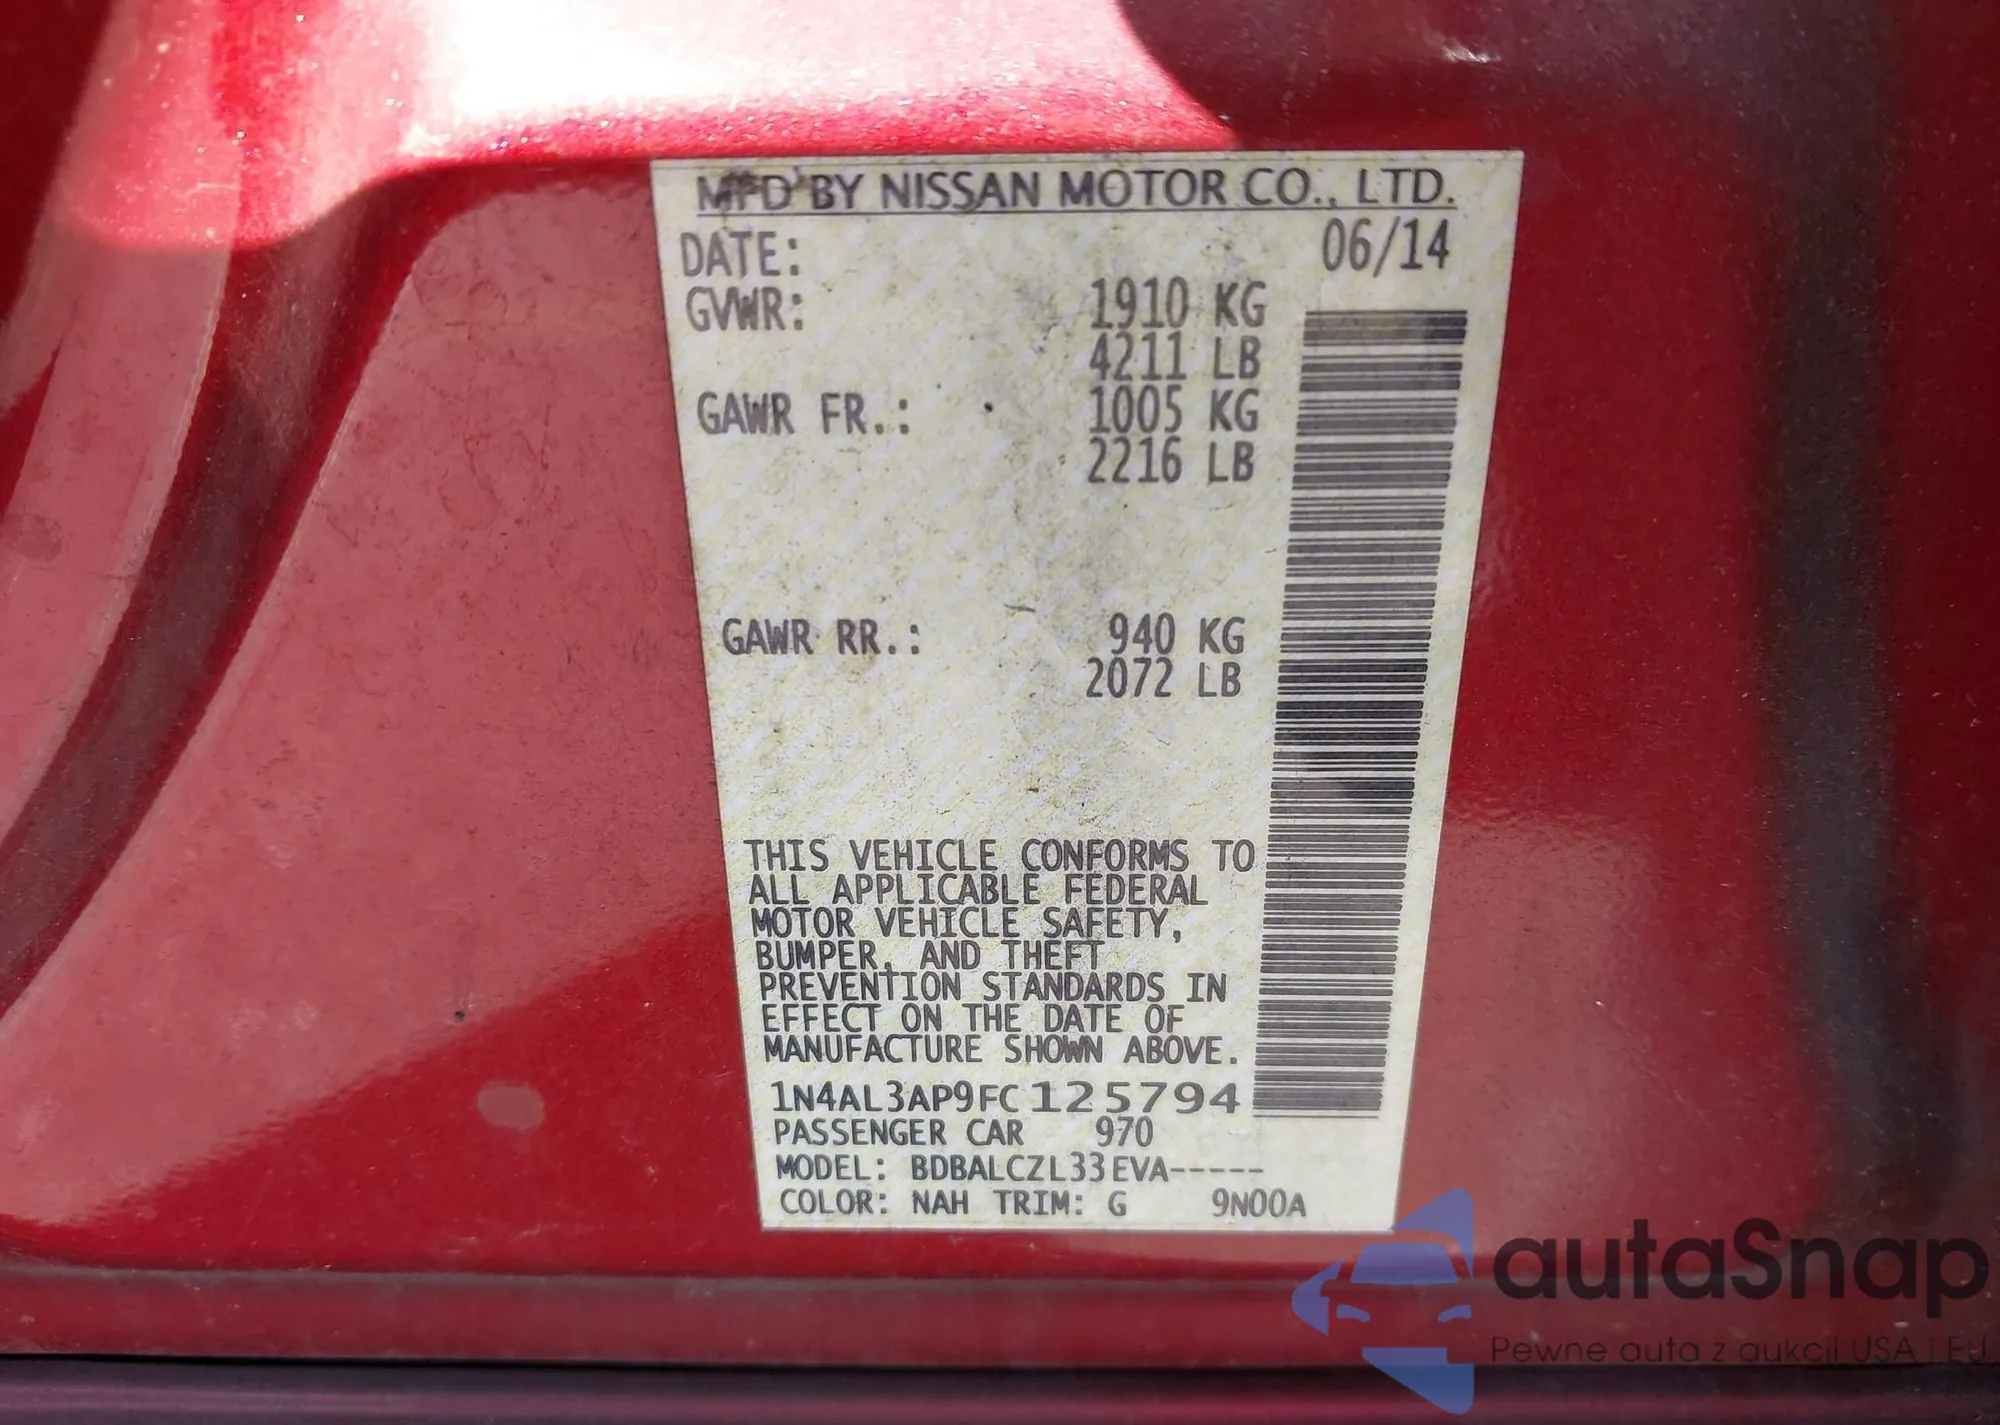 MFD BY NISSAN MOTOR CO., LTD.
DATE: 06/14
GVWR: 1910 KG
4211 LB
GAWR FR.: 1005 KG
2216 LB
GAWR RR.: 940 KG
2072 LB
THIS VEHICLE CONFORMS TO
ALL APPLICABLE FEDERAL
MOTOR VEHICLE SAFETY,
BUMPER, AND THEFT
PREVENTION STANDARDS IN
EFFECT ON THE DATE OF
MANUFACTURE SHOWN ABOVE.
1N4AL3AP9FC125794
PASSENGER CAR 970
MODEL: BDBALCZL33EVA-----
COLOR: NAH TRIM: G 9N00A
autaSnap
Pewne auta z aukcji USA i EU